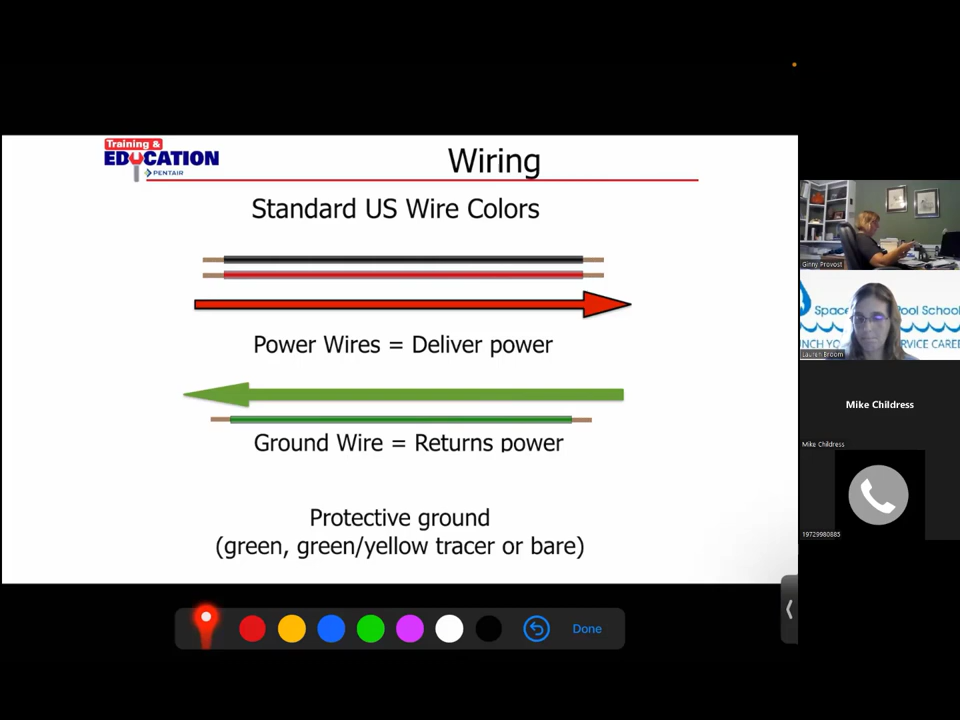 Training &
EDUCATION
PENTAIR
Wiring
Standard US Wire Colors
Power Wires = Deliver power
Ground Wire = Returns power
Protective ground
(green, green/yellow tracer or bare)
Done
Ginny Provost
Space
Pool School
NCH YO
RVICE CAREE
Lauren Broom
Mike Childress
Mike Childress
19729980885